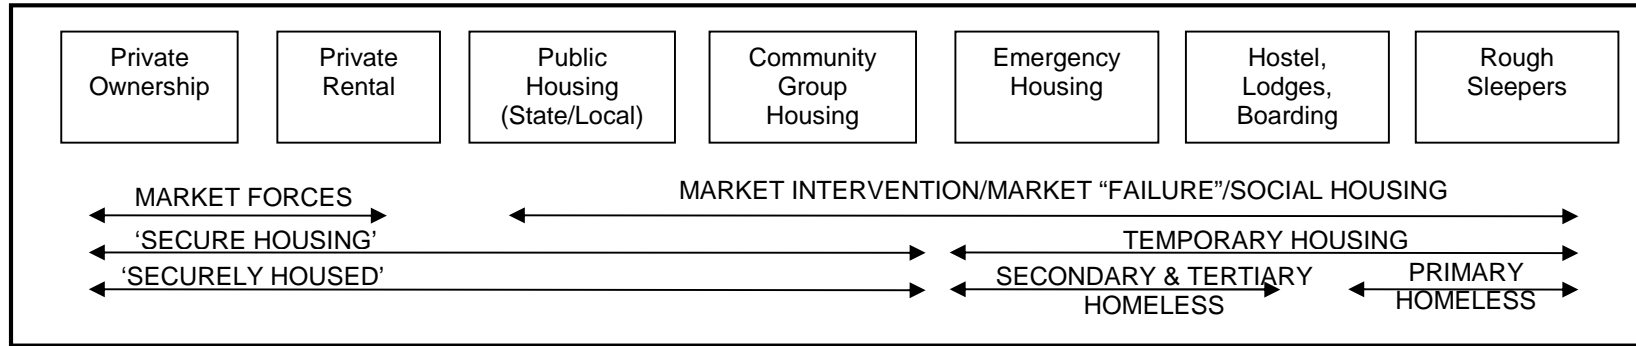 Private
Ownership
Private
Rental
Public
Housing
(State/Local)
Community
Group
Housing
Emergency
Housing
Hostel,
Lodges,
Boarding
Rough
Sleepers
MARKET FORCES
MARKET INTERVENTION/MARKET “FAILURE”/SOCIAL HOUSING
‘SECURE HOUSING’
TEMPORARY HOUSING
‘SECURELY HOUSED’
SECONDARY & TERTIARY
HOMELESS
PRIMARY
HOMELESS